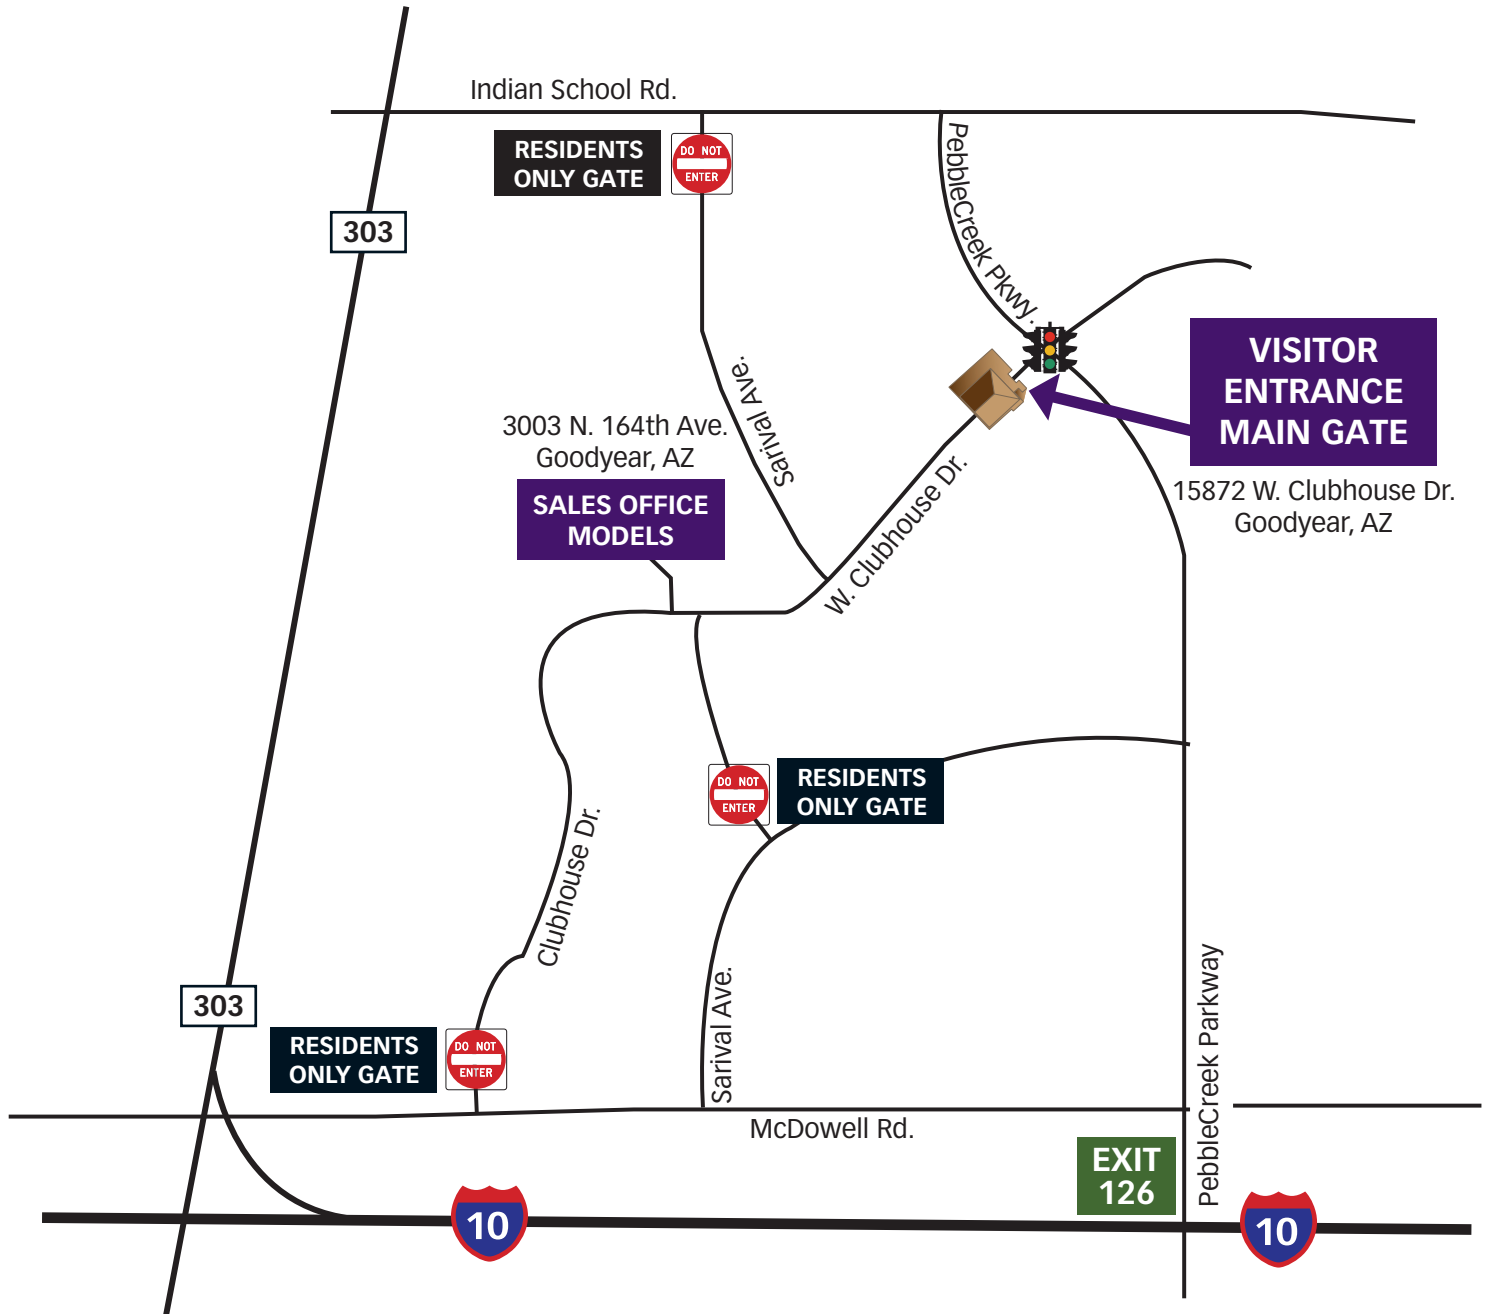 Indian School Rd.
RESIDENTS
ONLY GATE
DO NOT
ENTER
PebbleCreek Pkwy.
303
VISITOR
ENTRANCE
MAIN GATE
15872 W. Clubhouse Dr.
Goodyear, AZ
Sarival Ave.
3003 N. 164th Ave.
Goodyear, AZ
SALES OFFICE
MODELS
W. Clubhouse Dr.
DO NOT
ENTER
RESIDENTS
ONLY GATE
Clubhouse Dr.
303
RESIDENTS
ONLY GATE
DO NOT
ENTER
Sarival Ave.
PebbleCreek Parkway
McDowell Rd.
EXIT
126
10
10